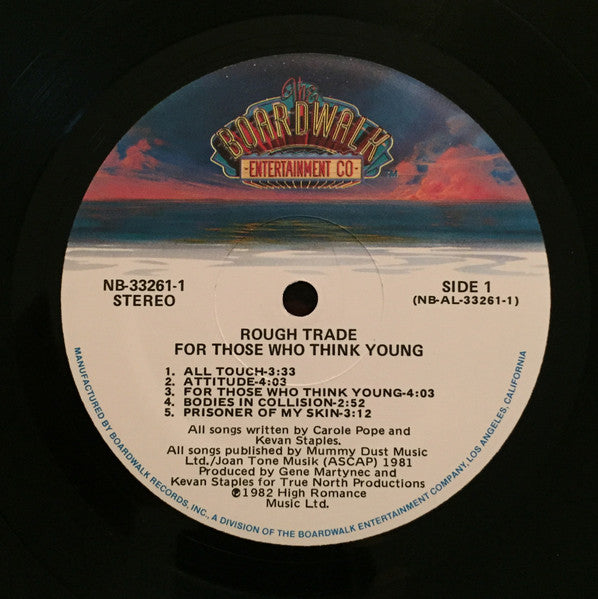 The
BOARDWALK
-ENTERTAINMENT CO-
TM
NB-33261-1
STEREO
SIDE 1
(NB-AL-33261-1)
ROUGH TRADE
FOR THOSE WHO THINK YOUNG
1. ALL TOUCH-3:33
2. ATTITUDE-4:03
3. FOR THOSE WHO THINK YOUNG-4:03
4. BODIES IN COLLISION-2:52
5. PRISONER OF MY SKIN-3:12
All songs written by Carole Pope and
Kevan Staples.
All songs published by Mummy Dust Music
Ltd./Joan Tone Musik (ASCAP) 1981
Produced by Gene Martynec and
Kevan Staples for True North Productions
℗1982 High Romance
Music Ltd.
MANUFACTURED BY BOARDWALK RECORDS, INC., A DIVISION OF THE BOARDWALK ENTERTAINMENT COMPANY, LOS ANGELES, CALIFORNIA